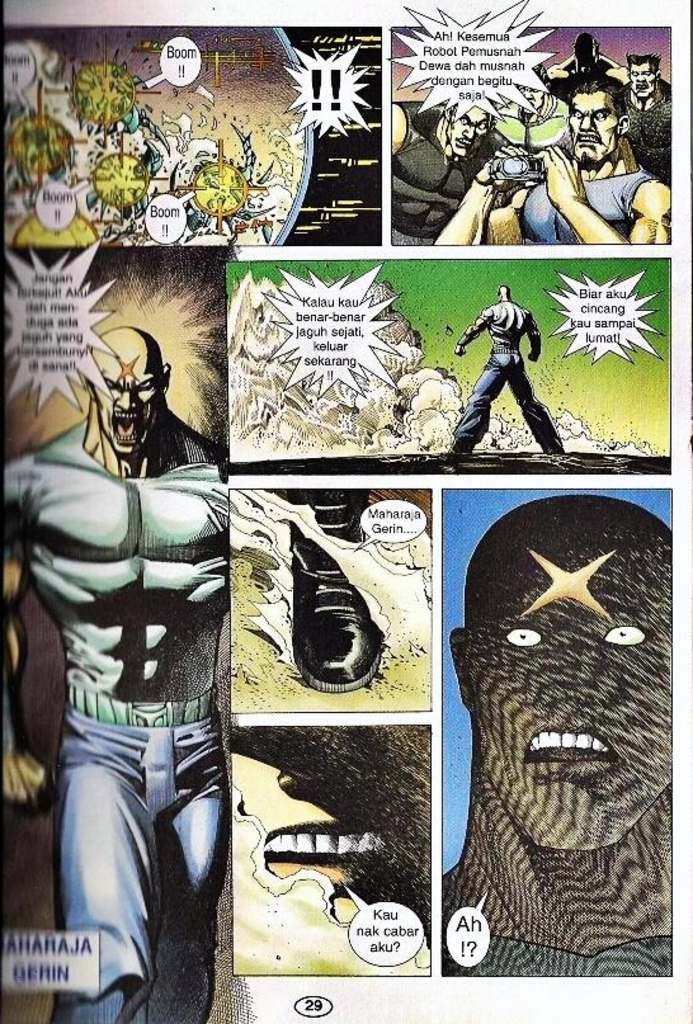 Boom
!!
Boom
!!
Boom
!!
Boom
!!
!!
Ah! Kesemua
Robot Pemusnah
Dewa dah musnah
dengan begitu
saja!
Jangan
terkejut! Aku
dah men-
duga ada
jaguh
bersembunyi
di sana!!
Kalau kau
benar-benar
jaguh sejati,
keluar
sekarang
!!
Biar aku
cincang
kau sampai
lumat!
Maharaja
Gerin....
Kau
nak cabar
aku?
Ah
!?
AHARAJA
GERIN
29